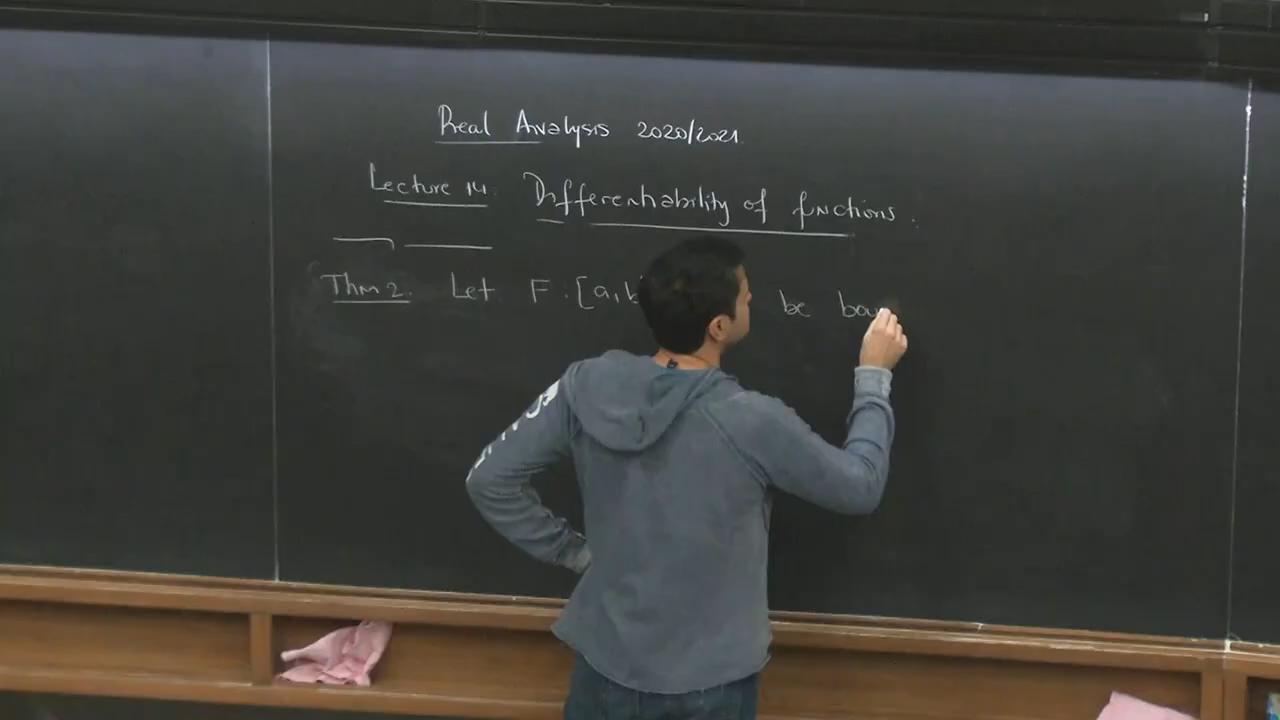 Real Analysis 2020/2021
Lecture 14. Differentiability of functions.
Thm 2. Let F : [a, b be bou